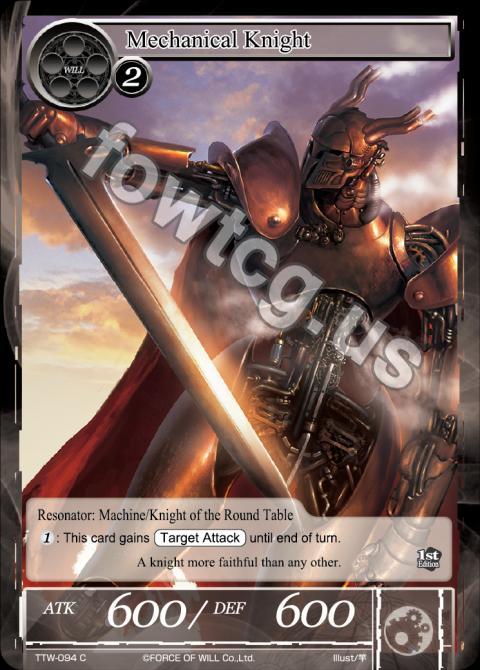 Mechanical Knight
WILL
2
fowtcg.us
Resonator: Machine/Knight of the Round Table
1 : This card gains Target Attack until end of turn.
A knight more faithful than any other.
1st
Edition
ATK 600 / DEF 600
TTW-094 C ©FORCE OF WILL Co.,Ltd. Illust/竿